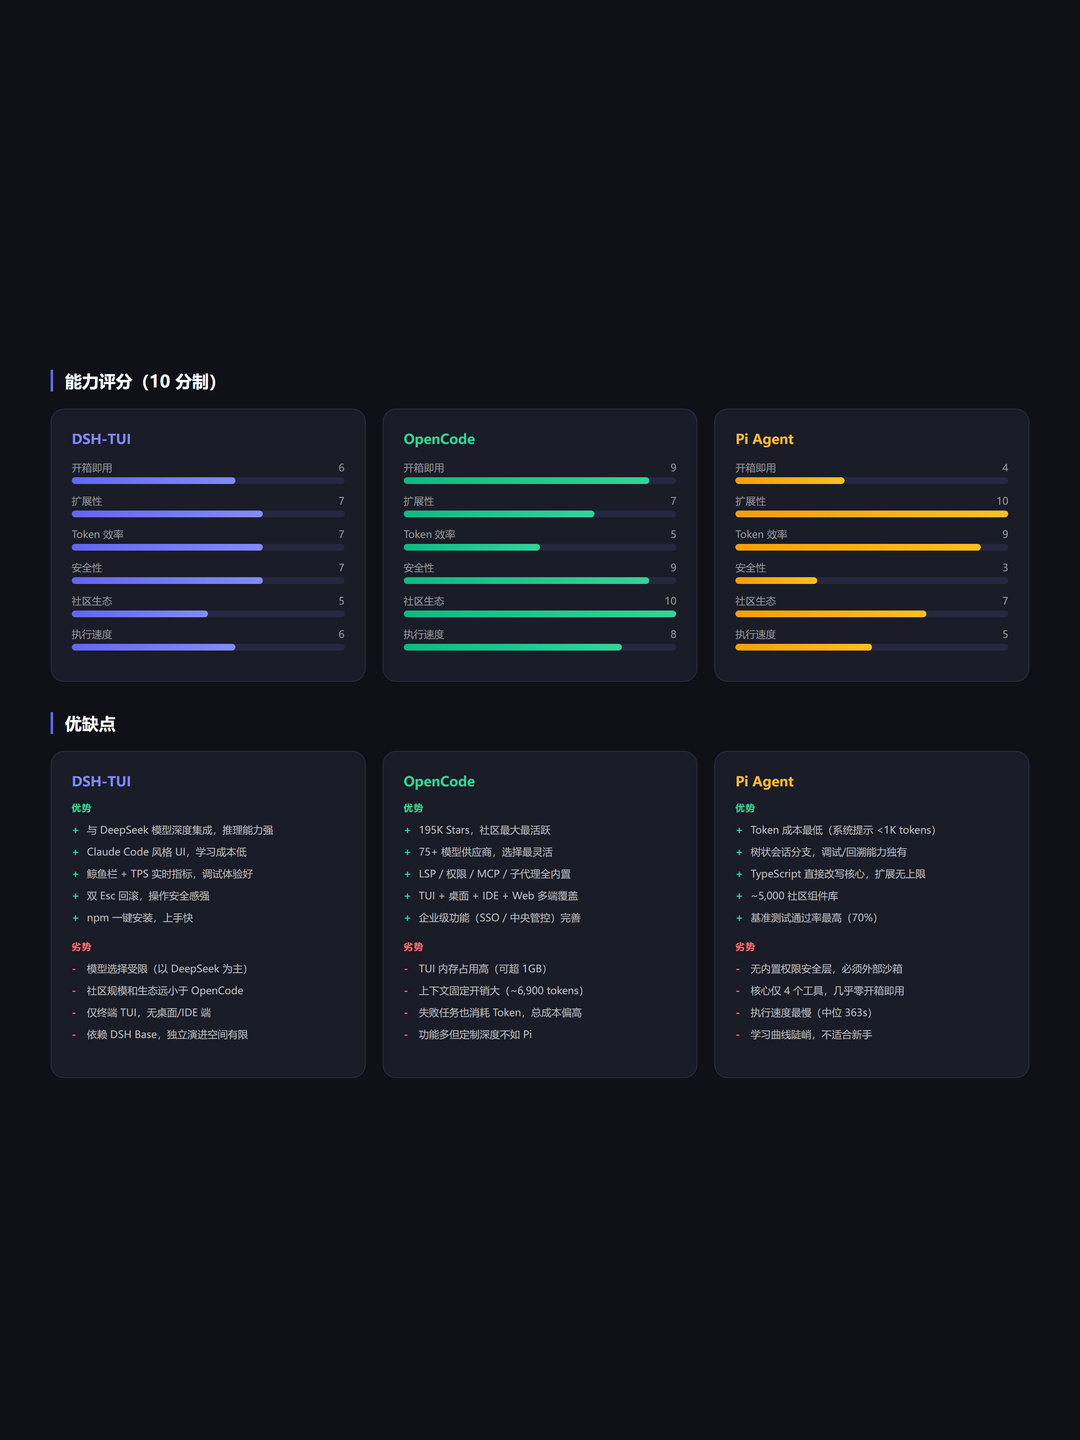 能力评分（10 分制）
DSH-TUI
开箱即用 6
扩展性 7
Token 效率 7
安全性 7
社区生态 5
执行速度 6
OpenCode
开箱即用 9
扩展性 7
Token 效率 5
安全性 9
社区生态 10
执行速度 8
Pi Agent
开箱即用 4
扩展性 10
Token 效率 9
安全性 3
社区生态 7
执行速度 5
优缺点
DSH-TUI
优势
+ 与 DeepSeek 模型深度集成，推理能力强
+ Claude Code 风格 UI，学习成本低
+ 鲸鱼栏 + TPS 实时指标，调试体验好
+ 双 Esc 回滚，操作安全感强
+ npm 一键安装，上手快
劣势
- 模型选择受限（以 DeepSeek 为主）
- 社区规模和生态远小于 OpenCode
- 仅终端 TUI，无桌面/IDE 端
- 依赖 DSH Base，独立演进空间有限
OpenCode
优势
+ 195K Stars，社区最大最活跃
+ 75+ 模型供应商，选择最灵活
+ LSP / 权限 / MCP / 子代理全内置
+ TUI + 桌面 + IDE + Web 多端覆盖
+ 企业级功能（SSO / 中央管控）完善
劣势
- TUI 内存占用高（可超 1GB）
- 上下文固定开销大（~6,900 tokens）
- 失败任务也消耗 Token，总成本偏高
- 功能多但定制深度不如 Pi
Pi Agent
优势
+ Token 成本最低（系统提示 <1K tokens）
+ 树状会话分支，调试/回溯能力独有
+ TypeScript 直接改写核心，扩展无上限
+ ~5,000 社区组件库
+ 基准测试通过率最高（70%）
劣势
- 无内置权限安全层，必须外部沙箱
- 核心仅 4 个工具，几乎零开箱即用
- 执行速度最慢（中位 363s）
- 学习曲线陡峭，不适合新手